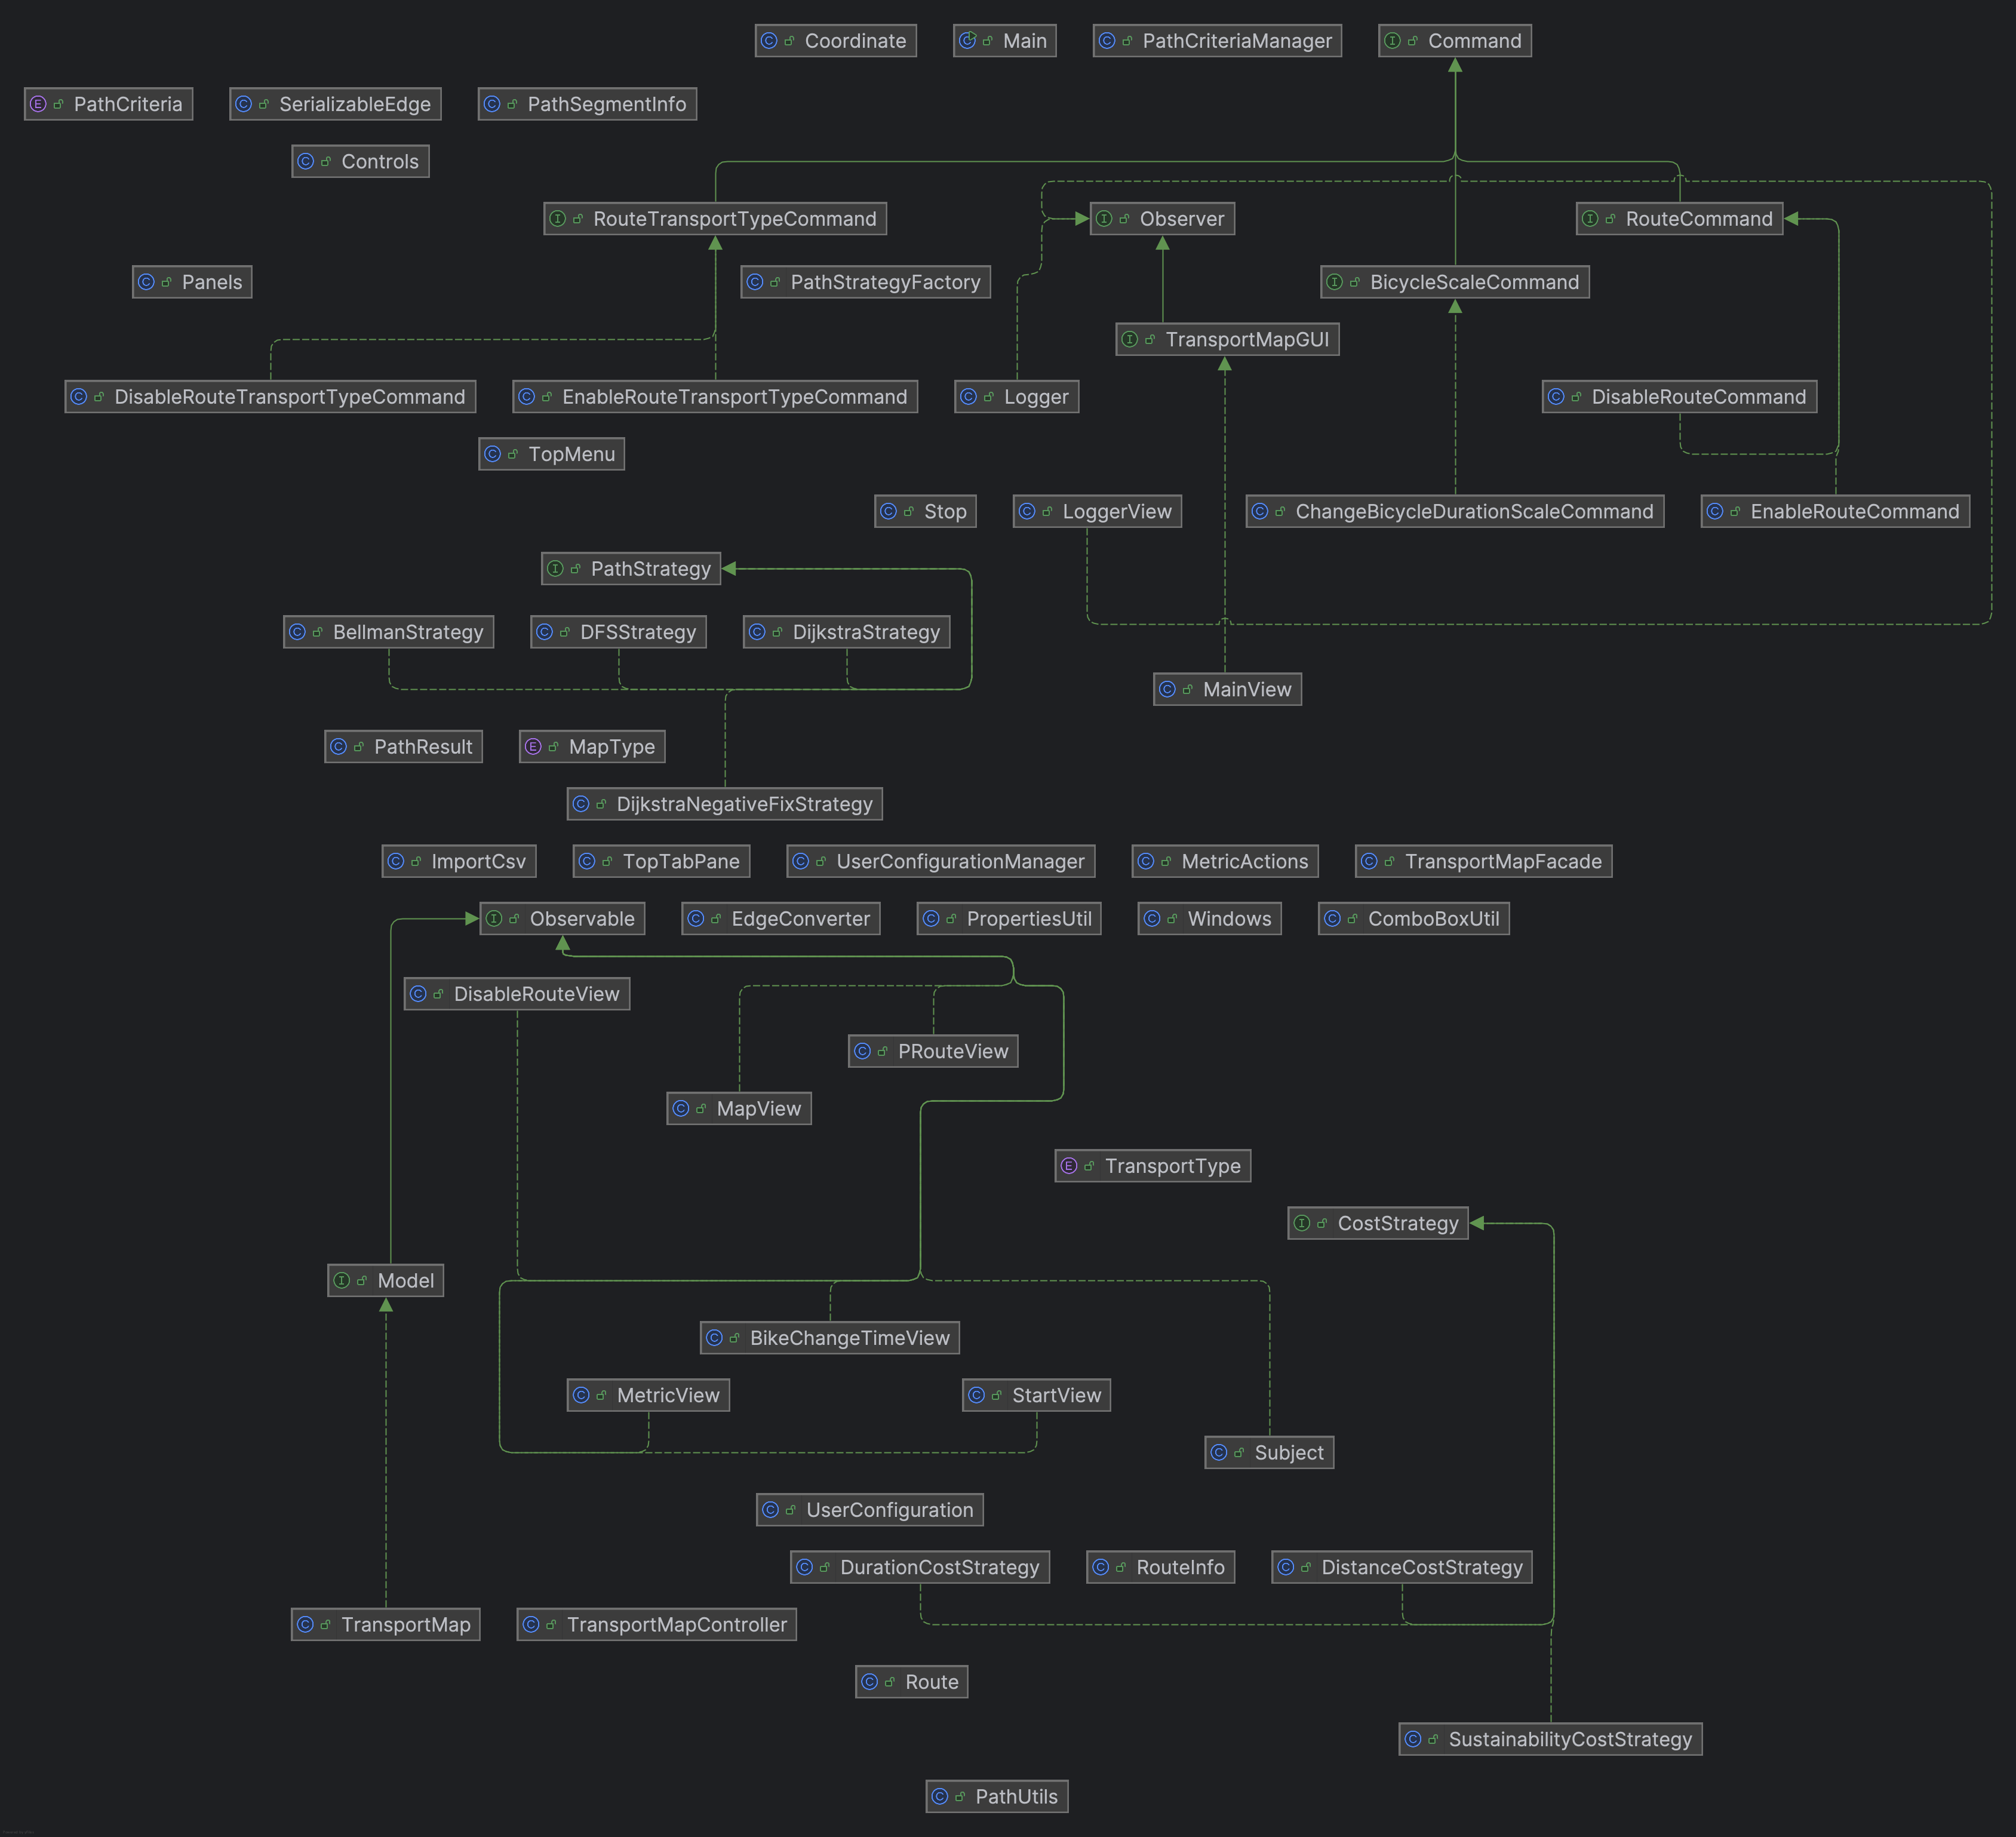 Coordinate
Main
PathCriteriaManager
Command
PathCriteria
SerializableEdge
PathSegmentInfo
Controls
RouteTransportTypeCommand
Observer
RouteCommand
Panels
PathStrategyFactory
BicycleScaleCommand
TransportMapGUI
DisableRouteTransportTypeCommand
EnableRouteTransportTypeCommand
Logger
DisableRouteCommand
TopMenu
Stop
LoggerView
ChangeBicycleDurationScaleCommand
EnableRouteCommand
PathStrategy
BellmanStrategy
DFSStrategy
DijkstraStrategy
MainView
PathResult
MapType
DijkstraNegativeFixStrategy
ImportCsv
TopTabPane
UserConfigurationManager
MetricActions
TransportMapFacade
Observable
EdgeConverter
PropertiesUtil
Windows
ComboBoxUtil
DisableRouteView
PRouteView
MapView
TransportType
CostStrategy
Model
BikeChangeTimeView
MetricView
StartView
Subject
UserConfiguration
DurationCostStrategy
RouteInfo
DistanceCostStrategy
TransportMap
TransportMapController
Route
SustainabilityCostStrategy
PathUtils